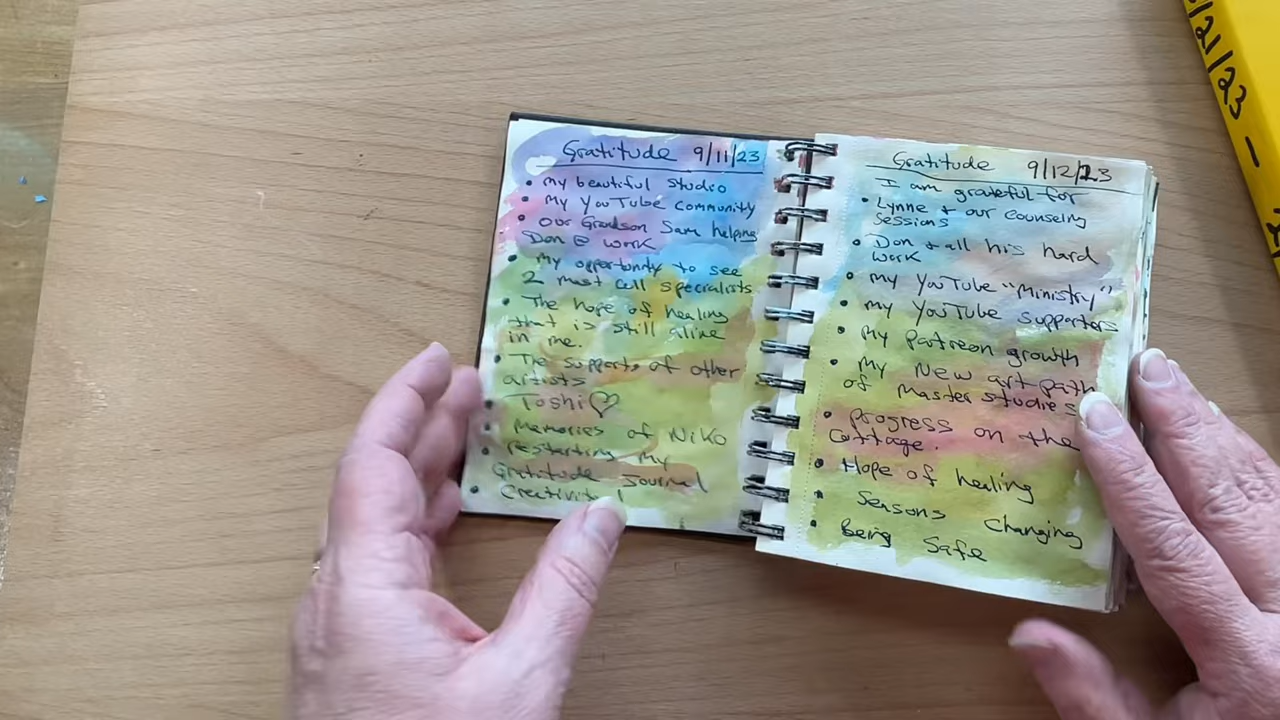 Gratitude 9/11/23
• my beautiful studio
• my YouTube community
• our Grandson Sam helping
Don @ work
• my opportunity to see
2 mast cell specialists
• The hope of healing
that is still alive
in me.
• The supports of other
artists
• Toshi♡
• Memories of Niko
• restarting my
Gratitude Journal
• Creativity!
Gratitude 9/12/23
I am grateful for
• Lynne + our counseling
sessions
• Don + all his hard
work
• my YouTube "Ministry"
• my YouTube supporters
• my patreon growth
• my New art path
of master studies
• progress on the
Cottage.
• Hope of healing
• Seasons Changing
• Being Safe
/21/23 -